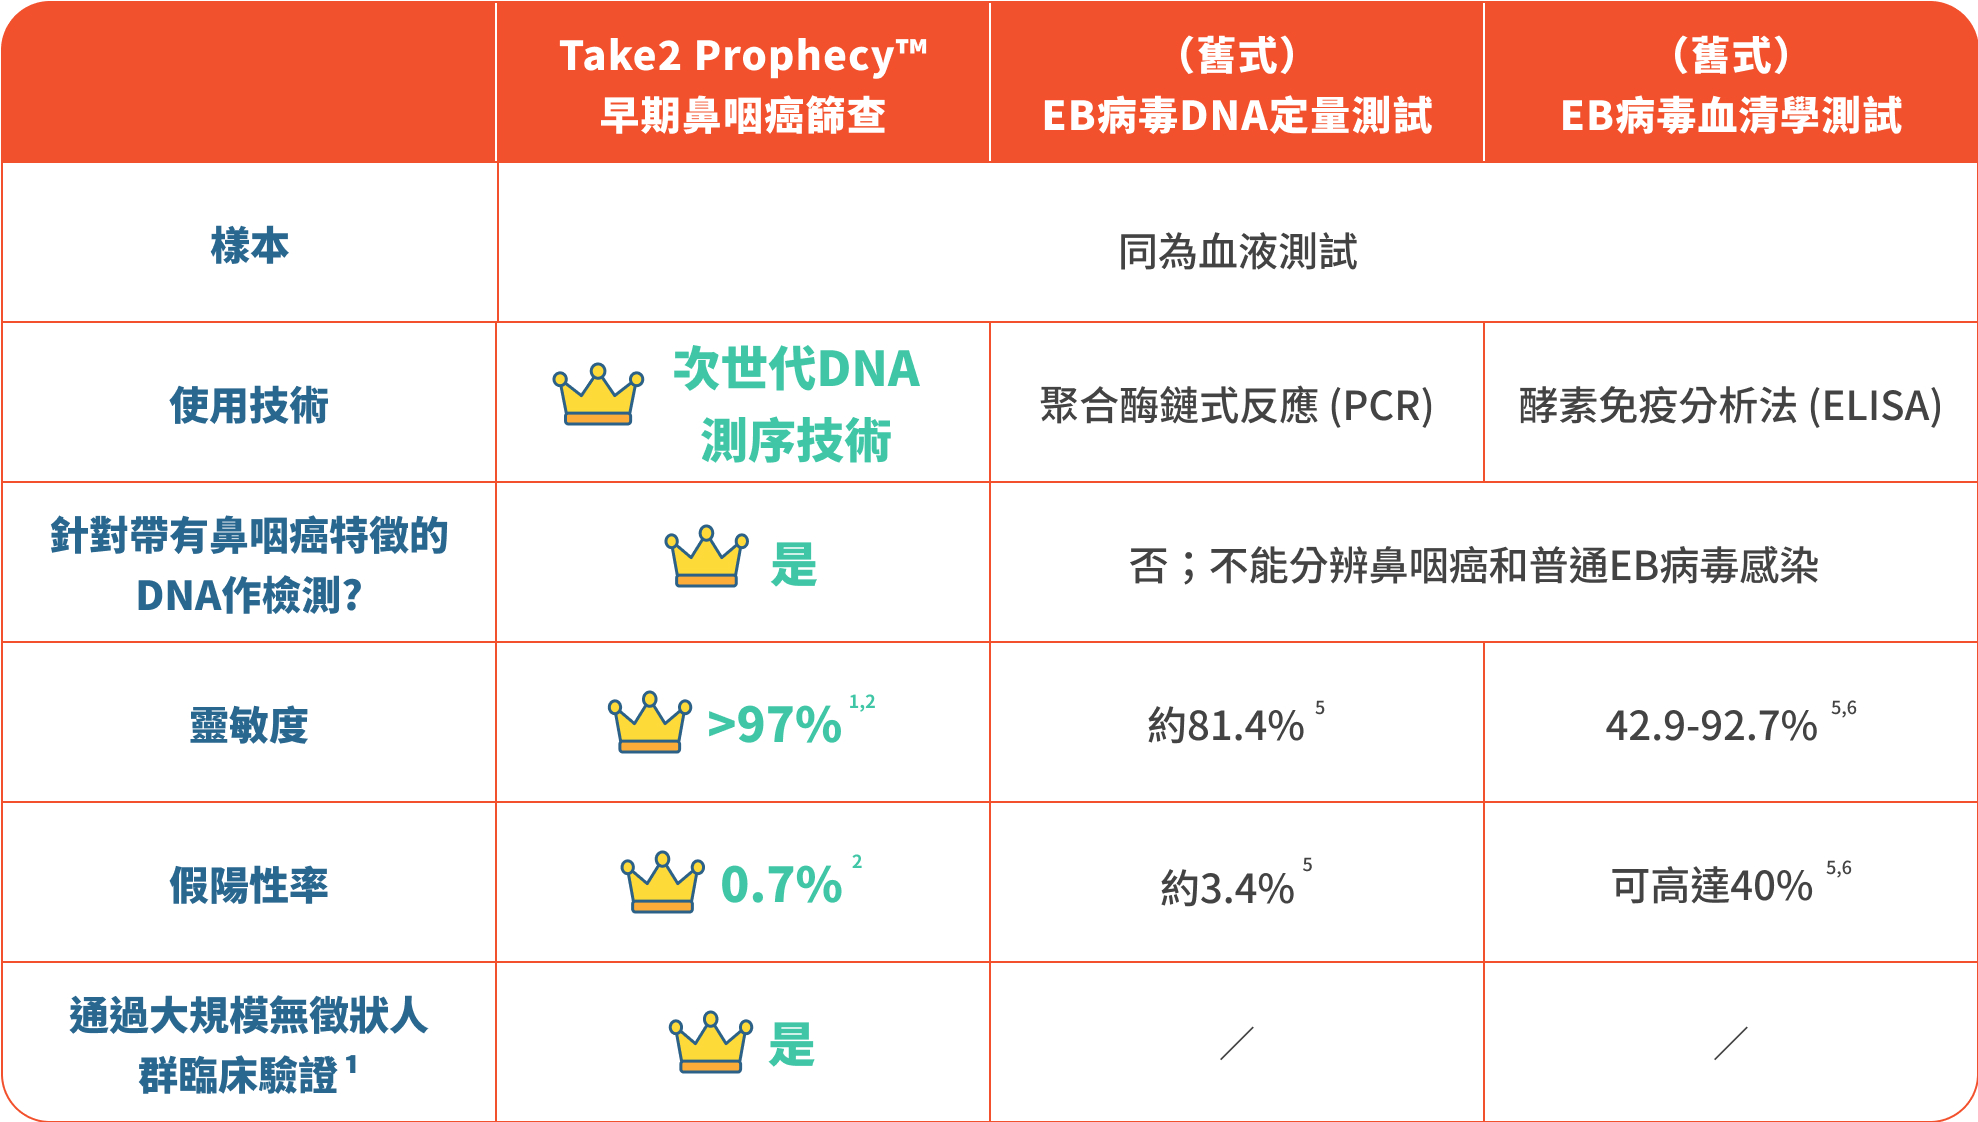 Take2 Prophecy™
早期鼻咽癌篩查
（舊式）
EB病毒DNA定量測試
（舊式）
EB病毒血清學測試
樣本
同為血液測試
使用技術
次世代DNA
測序技術
聚合酶鏈式反應 (PCR)
酵素免疫分析法 (ELISA)
針對帶有鼻咽癌特徵的
DNA作檢測?
是
否；不能分辨鼻咽癌和普通EB病毒感染
靈敏度
>97% 1,2
約81.4% 5
42.9-92.7% 5,6
假陽性率
0.7% 2
約3.4% 5
可高達40% 5,6
通過大規模無徵狀人
群臨床驗證 1
是
／
／